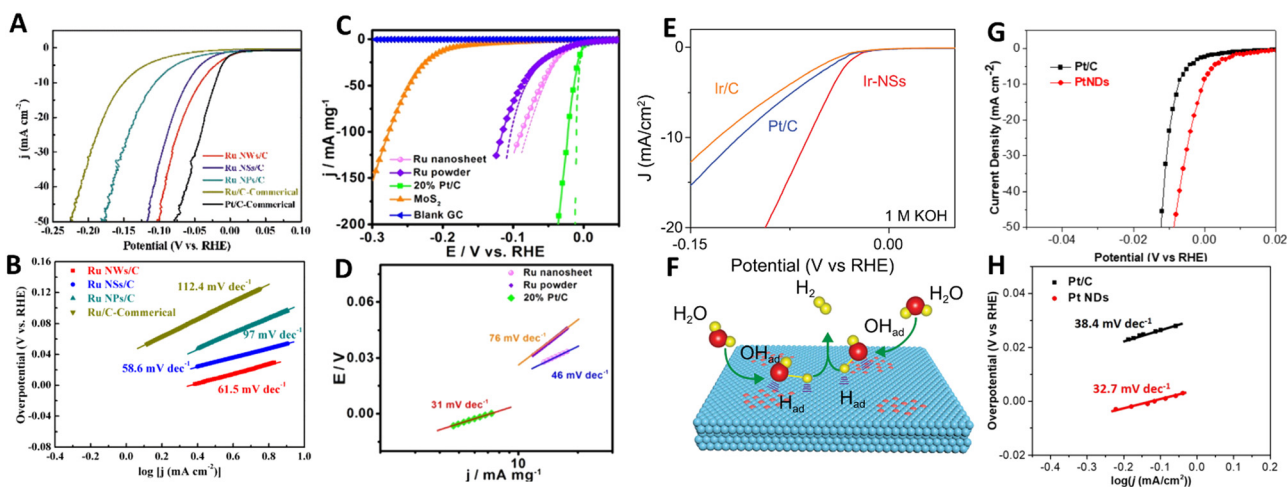 A
j (mA cm⁻²)
0
-10
-20
-30
-40
-50
Ru NWs/C
Ru NSs/C
Ru NPs/C
Ru/C-Commerical
Pt/C-Commerical
-0.25 -0.20 -0.15 -0.10 -0.05 0.00 0.05 0.10
Potential (V vs. RHE)
B
Overpotential (V vs. RHE)
0.16
0.12
0.08
0.04
0.00
-0.04
-0.08
Ru NWs/C
Ru NSs/C
Ru NPs/C
Ru/C-Commerical
112.4 mV dec⁻¹
97 mV dec⁻¹
58.6 mV dec⁻¹
61.5 mV dec⁻¹
-0.4 -0.2 0.0 0.2 0.4 0.6 0.8 1.0
log [j (mA cm⁻²)]
C
j / mA mg⁻¹
0
-50
-100
-150
-200
Ru nanosheet
Ru powder
20% Pt/C
MoS₂
Blank GC
-0.3 -0.2 -0.1 0.0
E / V vs. RHE
D
E / V
0.06
0.03
0.00
Ru nanosheet
Ru powder
20% Pt/C
76 mV dec⁻¹
46 mV dec⁻¹
31 mV dec⁻¹
10
j / mA mg⁻¹
E
J (mA/cm²)
0
-10
-20
Ir/C
Ir-NSs
Pt/C
1 M KOH
-0.15 0.00
Potential (V vs RHE)
F
H₂
H₂O
H₂O
OHad
OHad
Had
Had
G
Current Density (mA cm⁻²)
0
-10
-20
-30
-40
-50
Pt/C
PtNDs
-0.04 -0.02 0.00 0.02
Potential (V vs RHE)
H
Overpotential (V vs RHE)
0.04
0.02
0.00
-0.02
Pt/C
Pt NDs
38.4 mV dec⁻¹
32.7 mV dec⁻¹
-0.4 -0.3 -0.2 -0.1 0.0 0.1 0.2
log(j (mA/cm²))